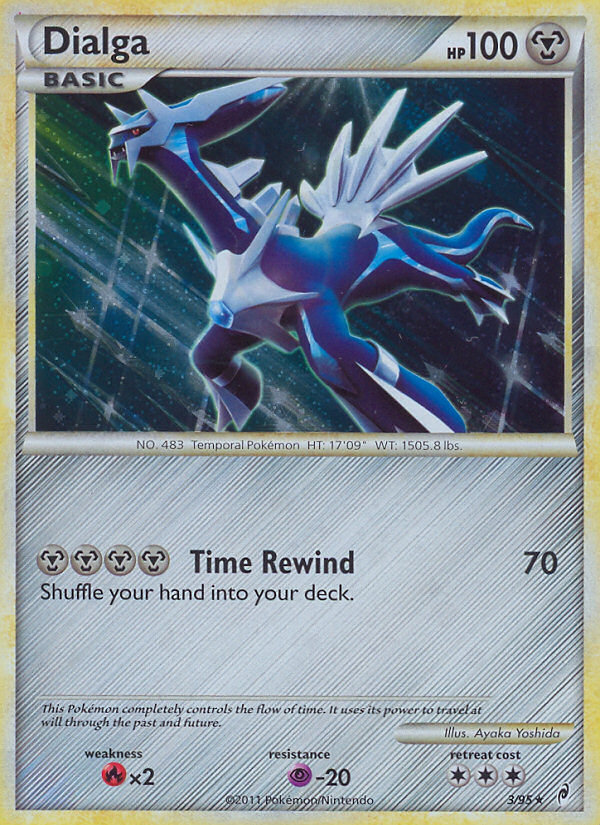 Dialga
HP100
BASIC
NO. 483 Temporal Pokémon HT: 17'09" WT: 1505.8 lbs.
Time Rewind 70
Shuffle your hand into your deck.
This Pokémon completely controls the flow of time. It uses its power to travel at
will through the past and future.
Illus. Ayaka Yoshida
weakness resistance retreat cost
×2 -20
©2011 Pokémon/Nintendo 3/95★